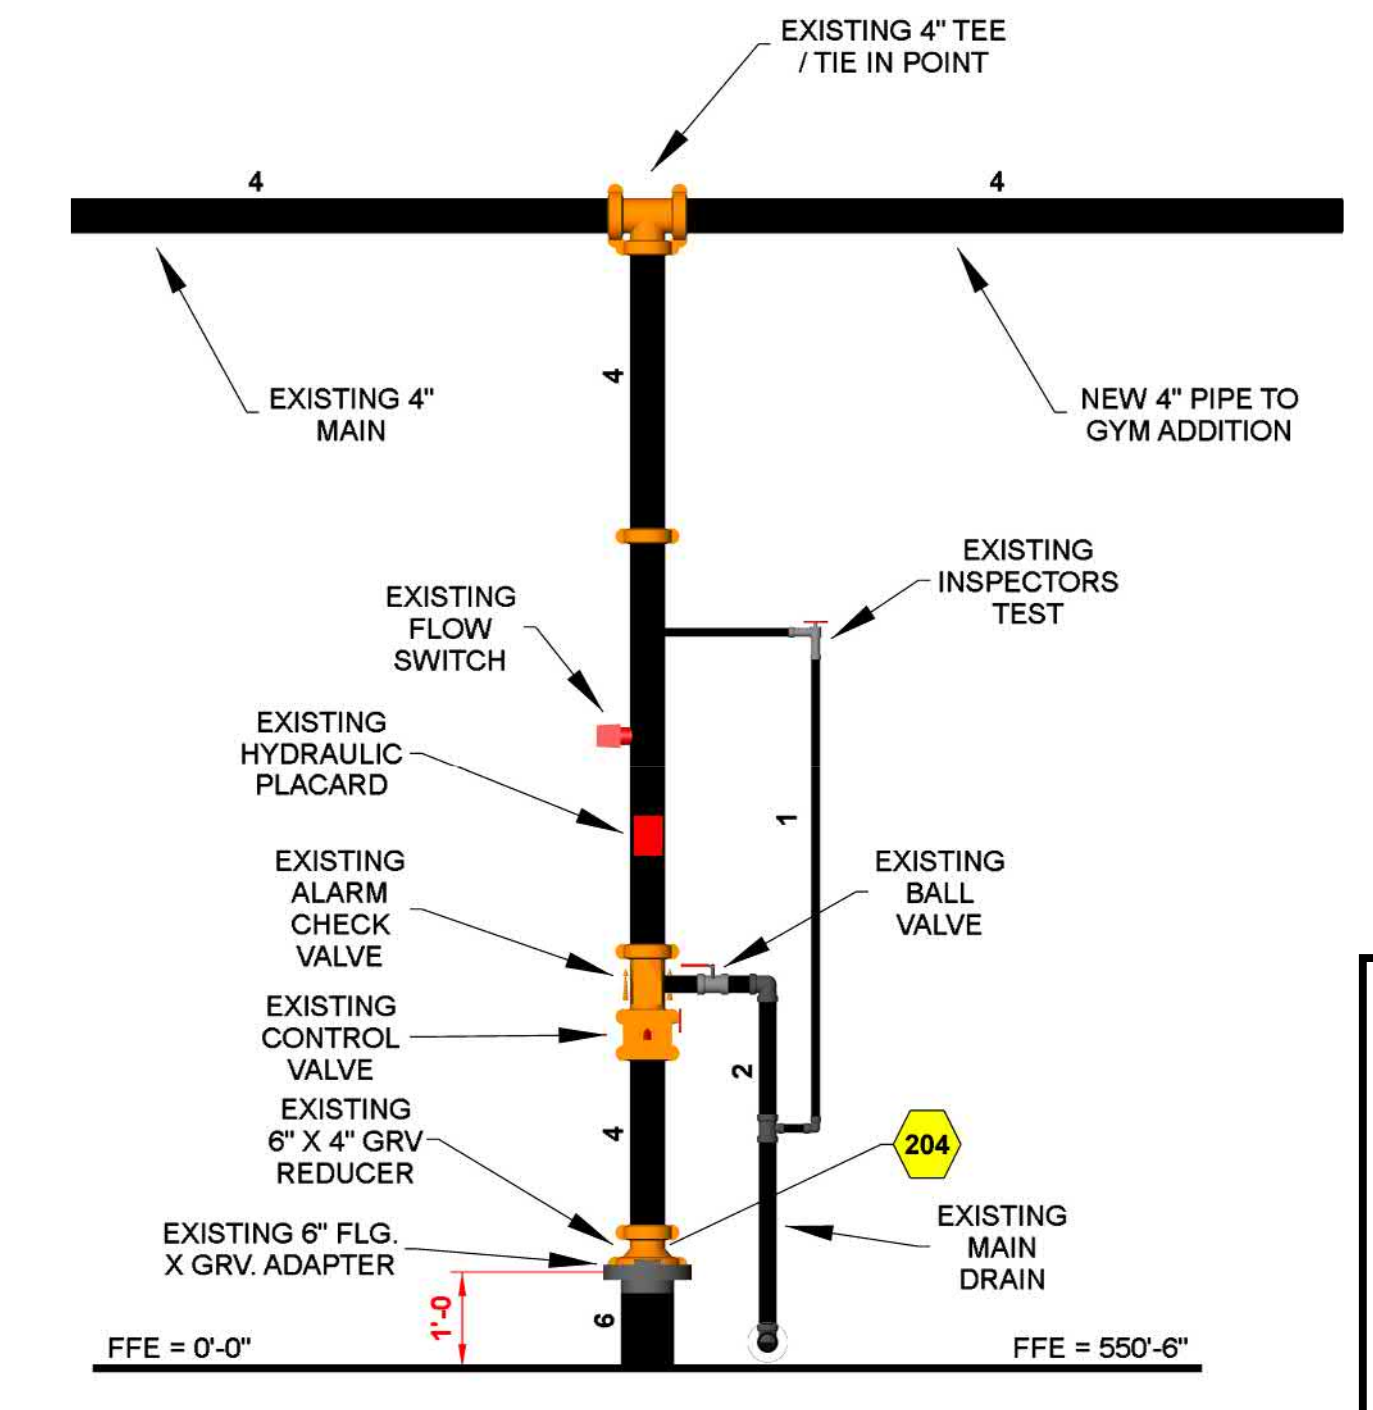 EXISTING 4" TEE
/ TIE IN POINT
4
4
EXISTING 4"
MAIN
4
NEW 4" PIPE TO
GYM ADDITION
EXISTING
INSPECTORS
TEST
EXISTING
FLOW
SWITCH
EXISTING
HYDRAULIC
PLACARD
1
EXISTING
ALARM
CHECK
VALVE
EXISTING
BALL
VALVE
EXISTING
CONTROL
VALVE
2
EXISTING
6" X 4" GRV
REDUCER
4
204
EXISTING 6" FLG.
X GRV. ADAPTER
EXISTING
MAIN
DRAIN
1'-0
6
FFE = 0'-0"
FFE = 550'-6"